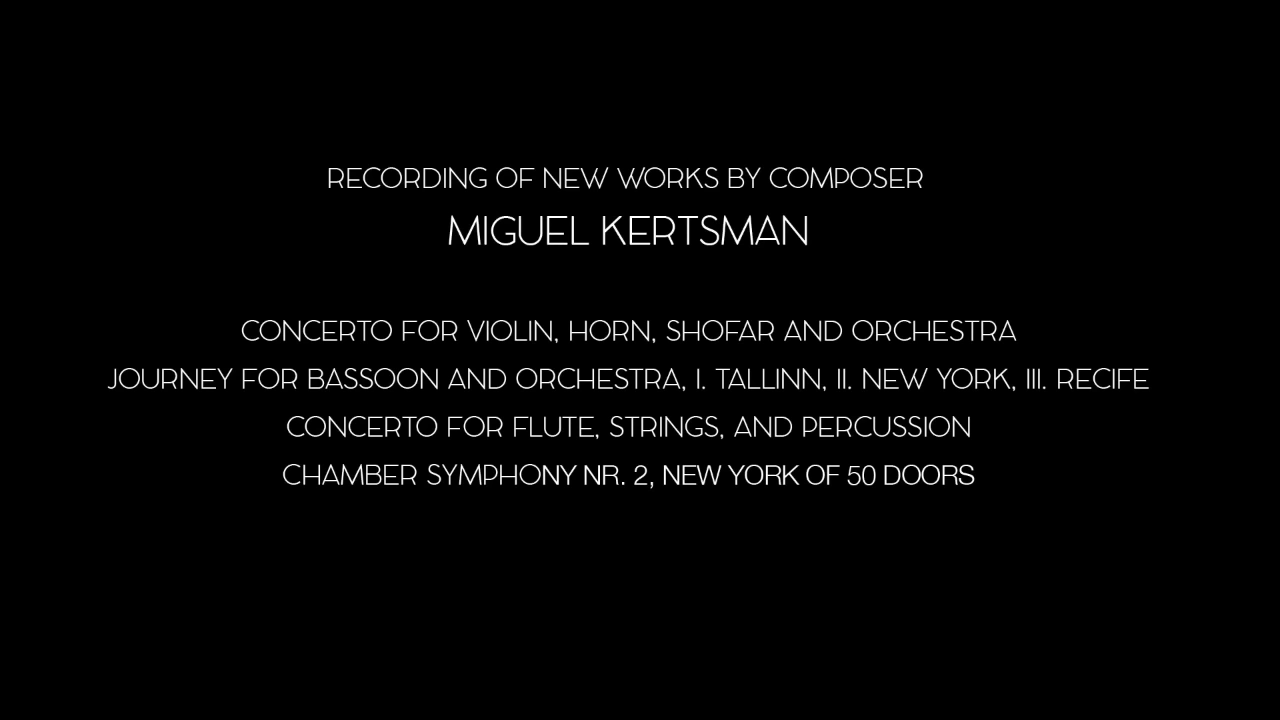 RECORDING OF NEW WORKS BY COMPOSER
MIGUEL KERTSMAN
CONCERTO FOR VIOLIN, HORN, SHOFAR AND ORCHESTRA
JOURNEY FOR BASSOON AND ORCHESTRA, I. TALLINN, II. NEW YORK, III. RECIFE
CONCERTO FOR FLUTE, STRINGS, AND PERCUSSION
CHAMBER SYMPHONY NR. 2, NEW YORK OF 50 DOORS